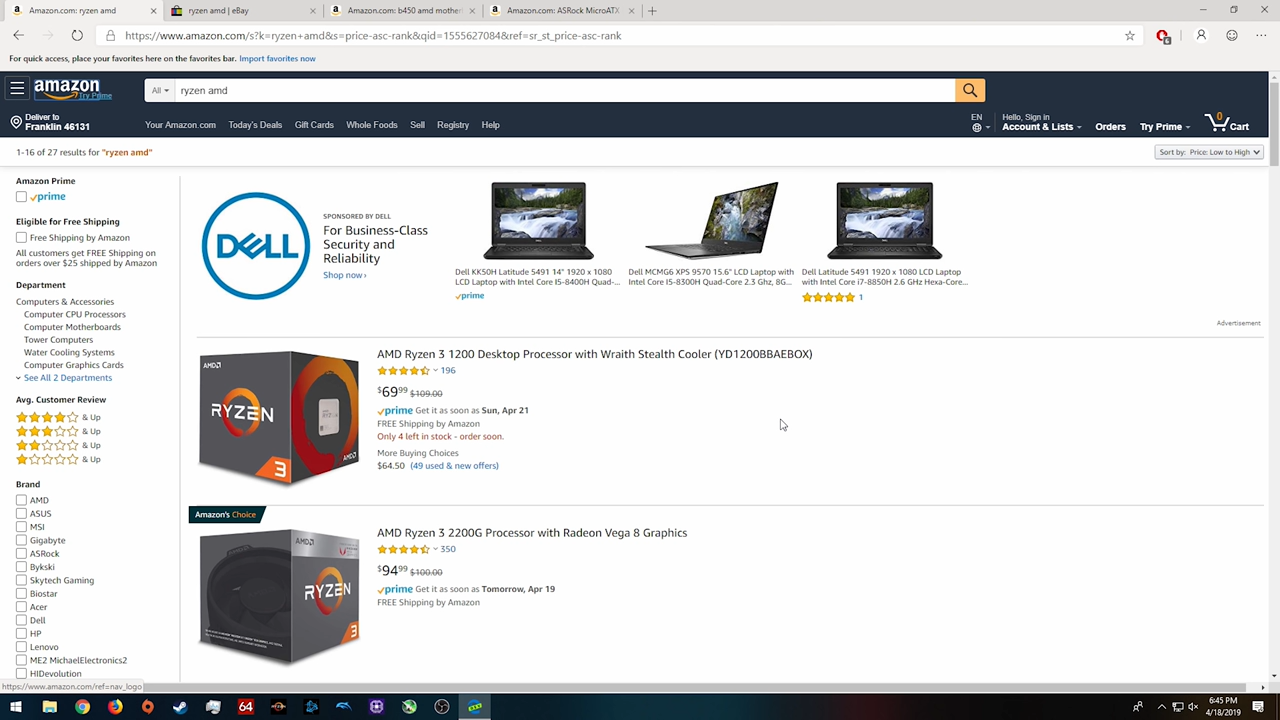 Amazon.com: ryzen amd
ryzen amd | eBay
Amazon.com: b450 amd mother
Amazon.com: ASRock MicroATX
https://www.amazon.com/s?k=ryzen+amd&s=price-asc-rank&qid=1555627084&ref=sr_st_price-asc-rank
6
For quick access, place your favorites here on the favorites bar. Import favorites now
amazon
Try Prime
All
ryzen amd
Deliver to
Franklin 46131
Your Amazon.com
Today's Deals
Gift Cards
Whole Foods
Sell
Registry
Help
EN
Hello, Sign in
Account & Lists
Orders
Try Prime
0
Cart
1-16 of 27 results for "ryzen amd"
Sort by: Price: Low to High
Amazon Prime
prime
Eligible for Free Shipping
Free Shipping by Amazon
All customers get FREE Shipping on
orders over $25 shipped by Amazon
Department
Computers & Accessories
Computer CPU Processors
Computer Motherboards
Tower Computers
Water Cooling Systems
Computer Graphics Cards
See All 2 Departments
Avg. Customer Review
& Up
& Up
& Up
& Up
Brand
AMD
ASUS
MSI
Gigabyte
ASRock
Bykski
Skytech Gaming
Biostar
Acer
Dell
HP
Lenovo
ME2 MichaelElectronics2
HIDevolution
DELL
SPONSORED BY DELL
For Business-Class
Security and
Reliability
Shop now ›
Dell KK50H Latitude 5491 14" 1920 x 1080
LCD Laptop with Intel Core I5-8400H Quad-...
prime
Dell MCMG6 XPS 9570 15.6" LCD Laptop with
Intel Core I5-8300H Quad-Core 2.3 Ghz, 8G...
Dell Latitude 5491 1920 x 1080 LCD
Laptop with Intel Core i7-8850H 2.6 GHz Hexa-Core...
1
Advertisement
AMD
RYZEN
3
AMD
AMD Ryzen 3 1200 Desktop Processor with Wraith Stealth Cooler (YD1200BBAEBOX)
196
$69 99 $109.00
prime Get it as soon as Sun, Apr 21
FREE Shipping by Amazon
Only 4 left in stock - order soon.
More Buying Choices
$64.50 (49 used & new offers)
Amazon's Choice
AMD
RYZEN
3
AMD Ryzen 3 2200G Processor with Radeon Vega 8 Graphics
350
$94 99 $100.00
prime Get it as soon as Tomorrow, Apr 19
FREE Shipping by Amazon
https://www.amazon.com/ref=nav_logo
64
6:45 PM
4/18/2019